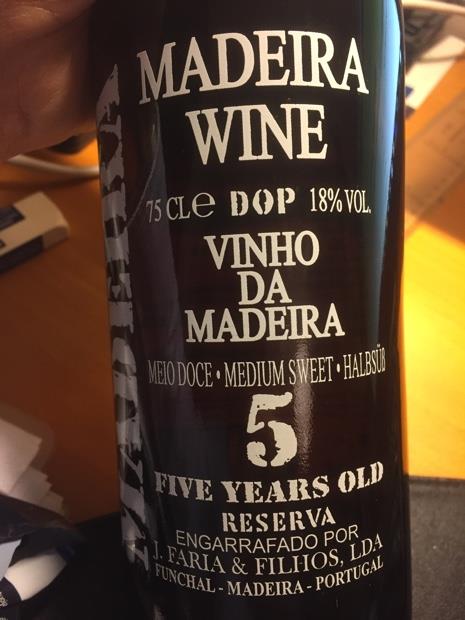 MADEIRA
WINE
75 CLe DOP 18% VOL.
VINHO
DA
MADEIRA
MEIO DOCE • MEDIUM SWEET • HALBSÜß
5
FIVE YEARS OLD
RESERVA
ENGARRAFADO POR
J. FARIA & FILHOS, LDA
FUNCHAL - MADEIRA - PORTUGAL
MADEIRA